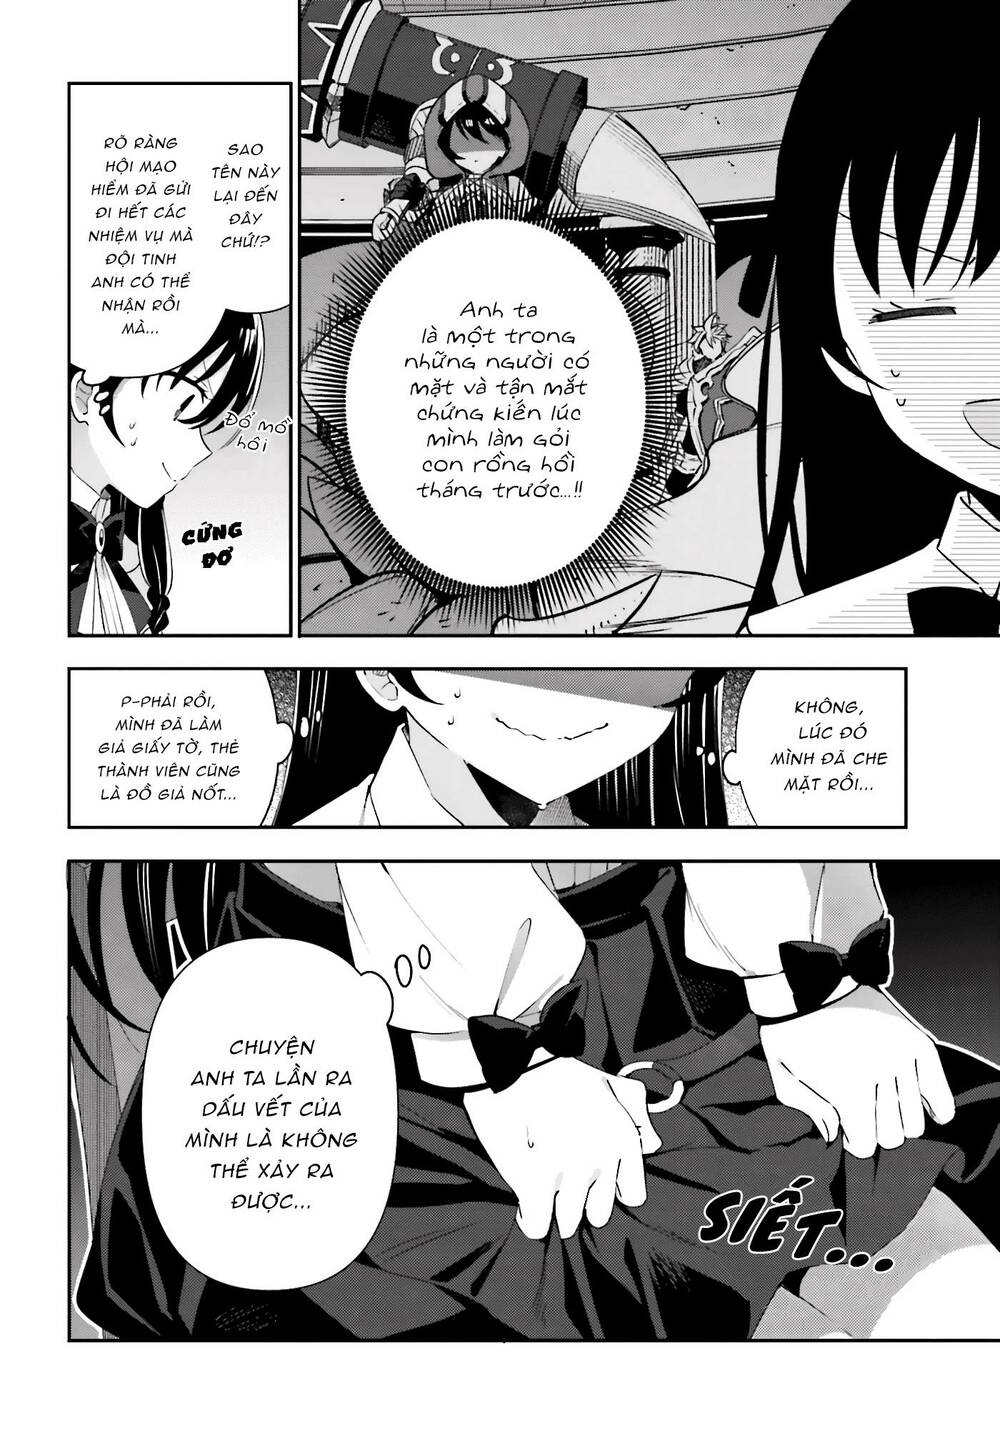 Anh ta
là một trong
những người có
mặt và tận mắt
chứng kiến lúc
mình làm gỏi
con rồng hồi
tháng trước...!!
SAO
TÊN NÀY
LẠI ĐẾN
ĐÂY
CHỨ!?
RÕ RÀNG
HỘI MẠO
HIỂM ĐÃ GỬI
ĐI HẾT CÁC
NHIỆM VỤ MÀ
ĐỘI TINH
ANH CÓ THỂ
NHẬN RỒI
MÀ...
Đổ mồ
hôi
CỨNG
ĐƠ
KHÔNG,
LÚC ĐÓ
MÌNH ĐÃ CHE
MẶT RỒI...
P-PHẢI RỒI,
MÌNH ĐÃ LÀM
GIẢ GIẤY TỜ, THẺ
THÀNH VIÊN CŨNG
LÀ ĐỒ GIẢ NỐT...
CHUYỆN
ANH TA LẦN RA
DẤU VẾT CỦA
MÌNH LÀ KHÔNG
THỂ XẢY RA
ĐƯỢC...
SIẾT...